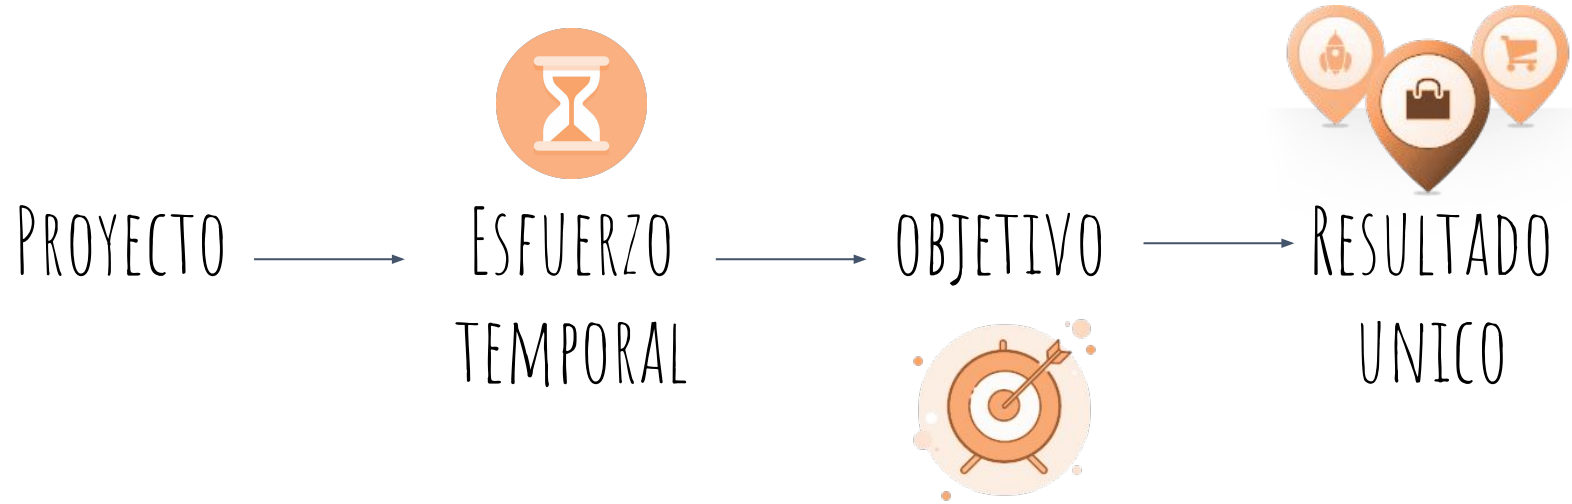 Proyecto
Esfuerzo
temporal
objetivo
Resultado
unico